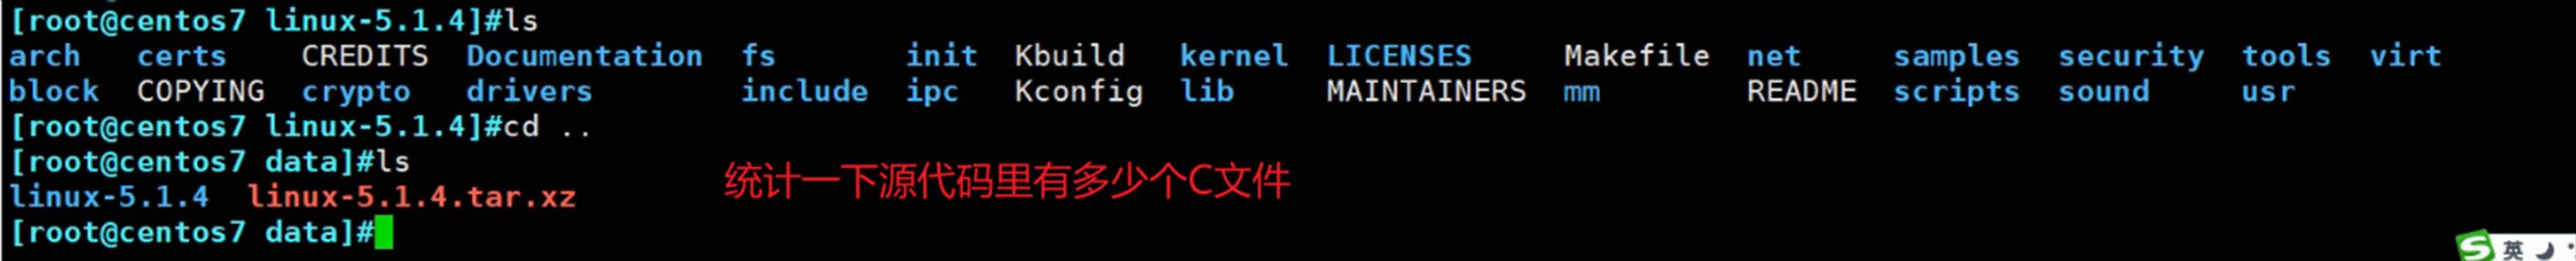 [root@centos7 linux-5.1.4]#ls
arch certs CREDITS Documentation fs init Kbuild kernel LICENSES Makefile net samples security tools virt
block COPYING crypto drivers include ipc Kconfig lib MAINTAINERS mm README scripts sound usr
[root@centos7 linux-5.1.4]#cd ..
[root@centos7 data]#ls
统计一下源代码里有多少个C文件
linux-5.1.4 linux-5.1.4.tar.xz
[root@centos7 data]#
S 英